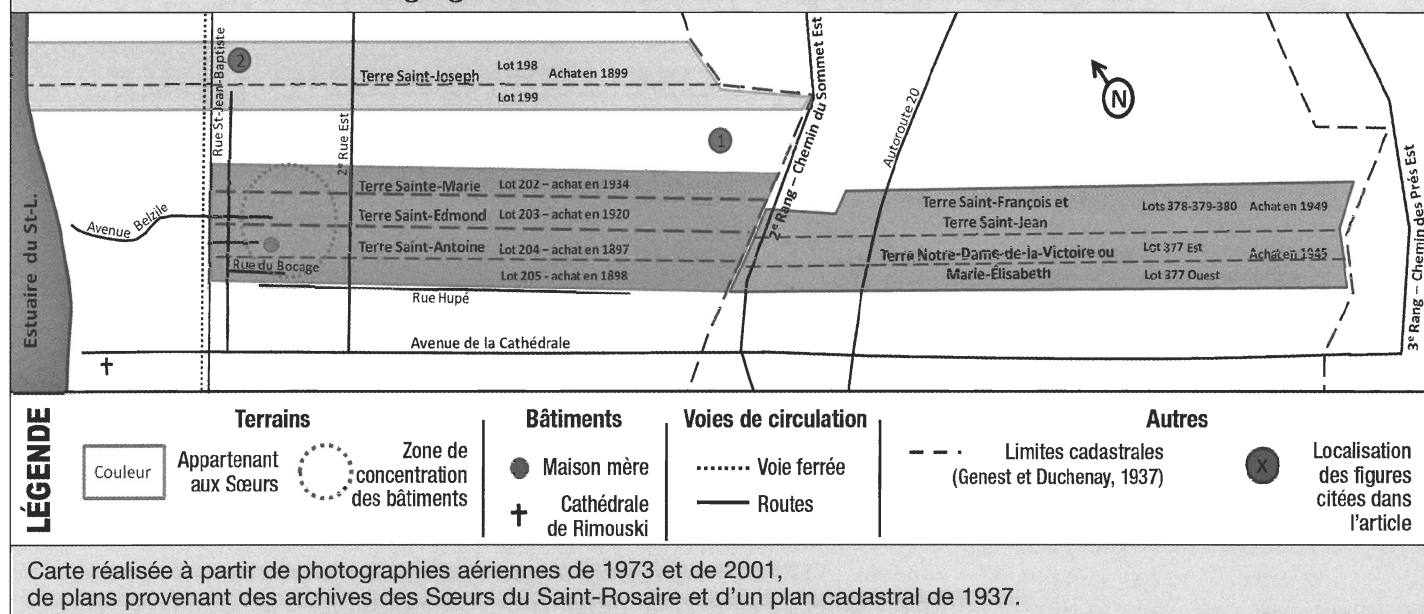 Estuaire du St-L.
Rue St-Jean-Baptiste
2
2e Rue Est
Terre Saint-Joseph
Lot 198
Achat en 1899
Lot 199
1
2e Rang – Chemin du Sommet Est
Autoroute 20
N
3e Rang – Chemin des Prés Est
Avenue Belzile
Rue du Bocage
Terre Sainte-Marie Lot 202 – achat en 1934
Terre Saint-Edmond Lot 203 – achat en 1920
Terre Saint-Antoine Lot 204 – achat en 1897
Lot 205 - achat en 1898
Rue Hupé
Avenue de la Cathédrale
Terre Saint-François et
Terre Saint-Jean
Lots 378-379-380 Achat en 1949
Terre Notre-Dame-de-la-Victoire ou
Marie-Élisabeth
Lot 377 Est
Achat en 1945
Lot 377 Ouest
LÉGENDE
Terrains
Couleur
Appartenant
aux Sœurs
Zone de
concentration
des bâtiments
Bâtiments
Maison mère
Cathédrale
de Rimouski
Voies de circulation
Voie ferrée
Routes
Autres
Limites cadastrales
(Genest et Duchenay, 1937)
X
Localisation
des figures
citées dans
l'article
Carte réalisée à partir de photographies aériennes de 1973 et de 2001,
de plans provenant des archives des Sœurs du Saint-Rosaire et d'un plan cadastral de 1937.